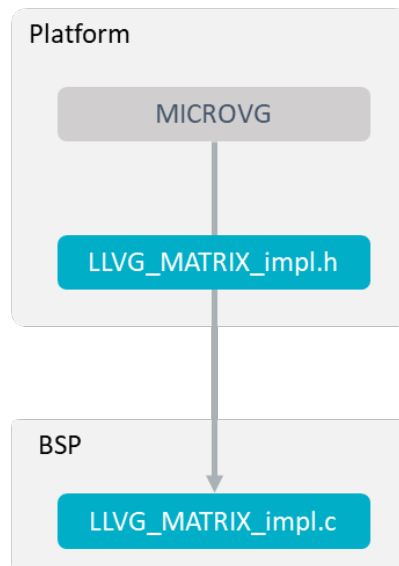 Platform
MICROVG
LLVG_MATRIX_impl.h
BSP
LLVG_MATRIX_impl.c